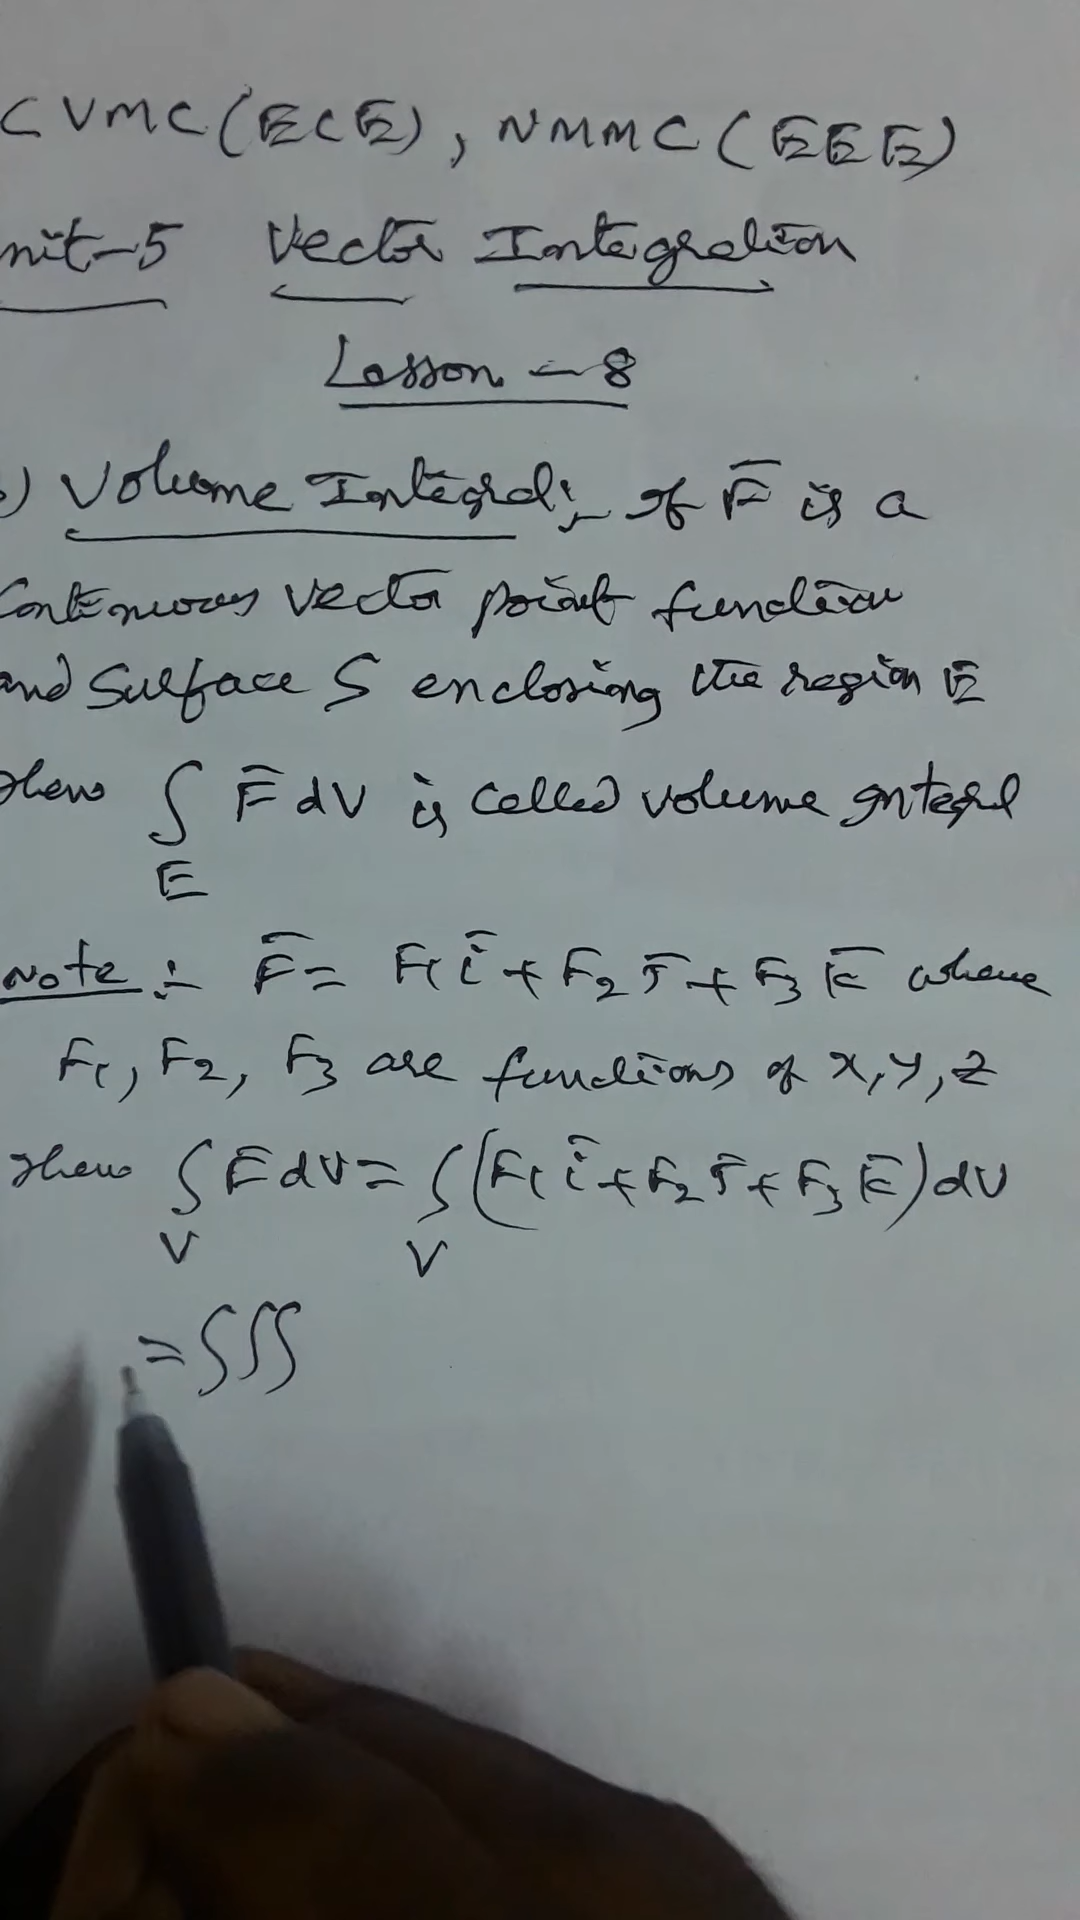 CVMC(ECE), NMMC(EEE)
nit-5 Vector Integration
Lesson - 8
) Volume Integral:- If F̅ is a
Continuous vector point function
and Surface S enclosing the region E
then ∫ F̅ dV is called volume integral
E
Note :- F̅ = F1 i̅ + F2 j̅ + F3 k̅ where
F1, F2, F3 are functions of x, y, z
then ∫ F̅ dV = ∫ (F1 i̅ + F2 j̅ + F3 k̅) dV
V V
= ∫∫∫